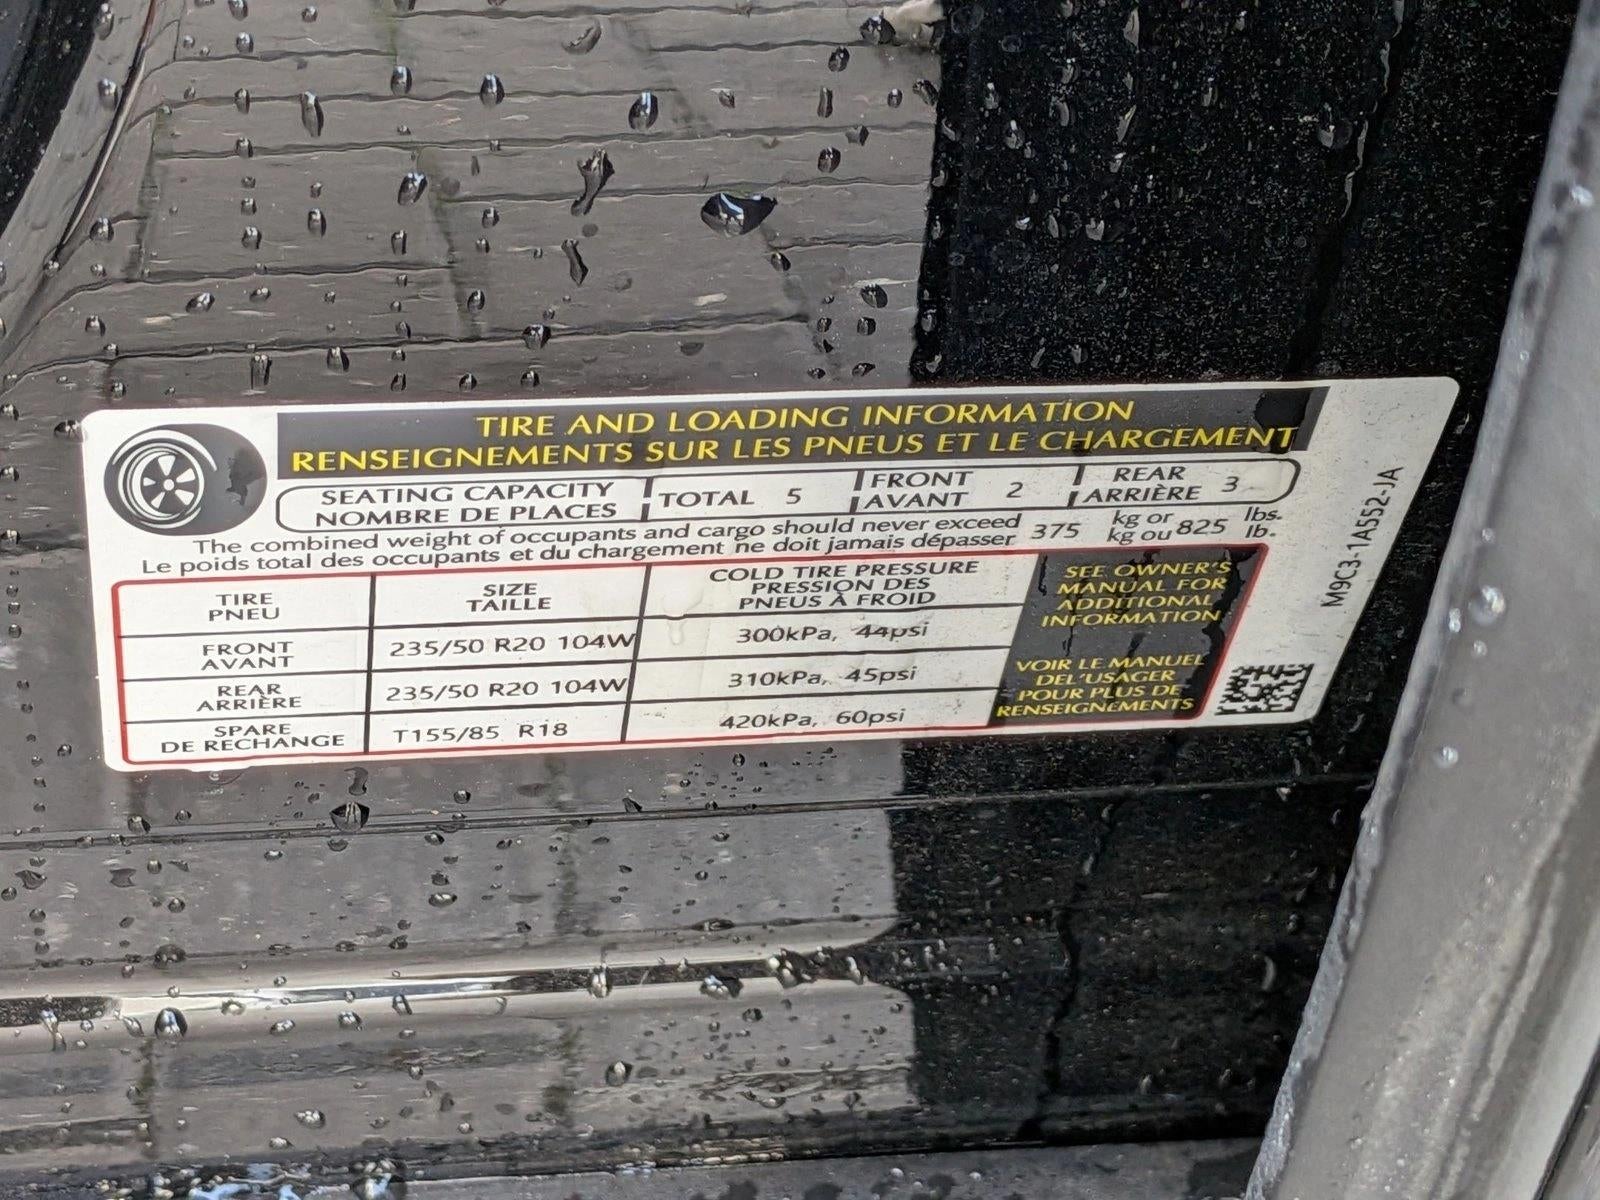 TIRE AND LOADING INFORMATION
RENSEIGNEMENTS SUR LES PNEUS ET LE CHARGEMENT
SEATING CAPACITY TOTAL 5 FRONT 2 REAR 3
NOMBRE DE PLACES AVANT ARRIÈRE
The combined weight of occupants and cargo should never exceed 375 kg or 825 lbs.
Le poids total des occupants et du chargement ne doit jamais dépasser kg ou lb.
TIRE SIZE COLD TIRE PRESSURE
PNEU TAILLE PRESSION DES
PNEUS À FROID
FRONT 235/50 R20 104W 300kPa, 44psi
AVANT
REAR 235/50 R20 104W 310kPa, 45psi
ARRIÈRE
SPARE T155/85 R18 420kPa, 60psi
DE RECHANGE
SEE OWNER'S
MANUAL FOR
ADDITIONAL
INFORMATION
VOIR LE MANUEL
DE L'USAGER
POUR PLUS DE
RENSEIGNEMENTS
M9C3-1A552-JA